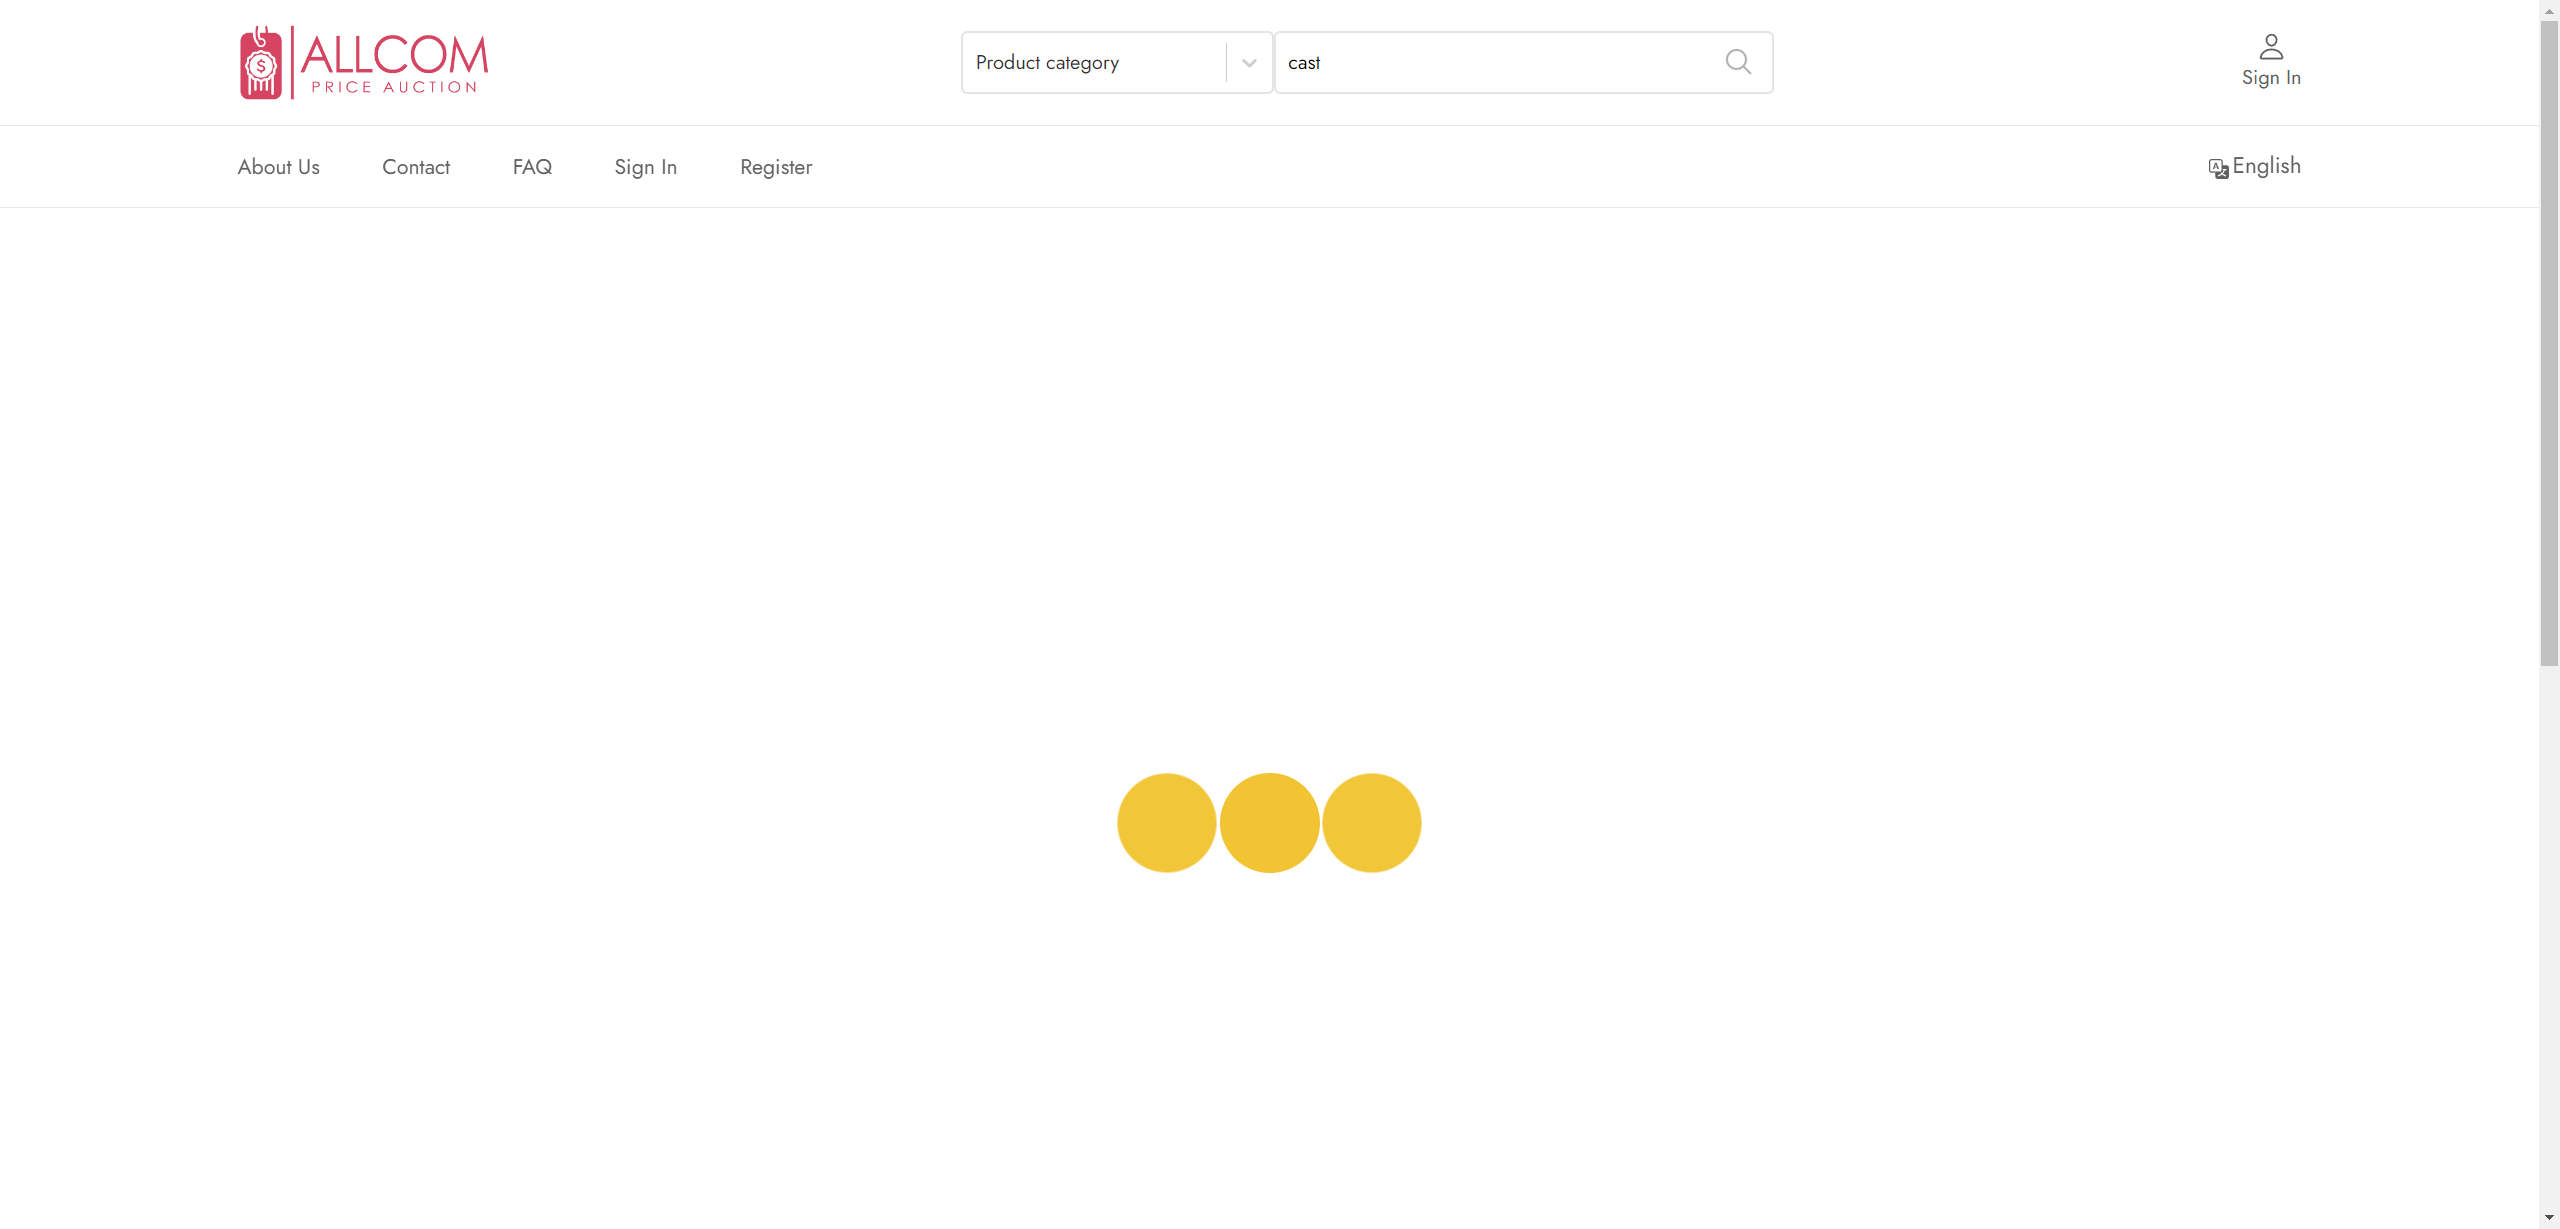 $
ALLCOM
PRICE AUCTION
Product category
cast
Sign In
About Us
Contact
FAQ
Sign In
Register
English